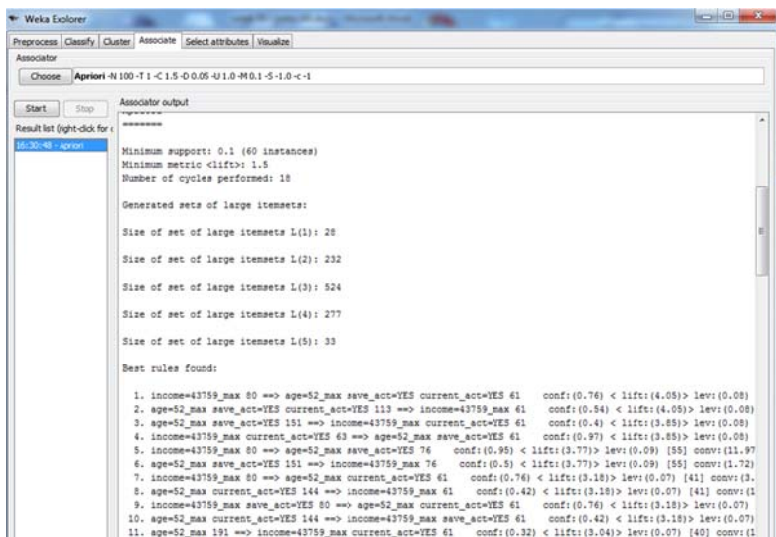 Weka Explorer
Preprocess Classify Cluster Associate Select attributes Visualize
Associator
Choose Apriori -N 100 -T 1 -C 1.5 -D 0.05 -U 1.0 -M 0.1 -S -1.0 -c -1
Start Stop
Associator output
Result list (right-click for o
16:30:48 - apriori
=======
Minimum support: 0.1 (60 instances)
Minimum metric <lift>: 1.5
Number of cycles performed: 18
Generated sets of large itemsets:
Size of set of large itemsets L(1): 28
Size of set of large itemsets L(2): 232
Size of set of large itemsets L(3): 524
Size of set of large itemsets L(4): 277
Size of set of large itemsets L(5): 33
Best rules found:
1. income=43759_max 80 ==> age=52_max save_act=YES current_act=YES 61 conf:(0.76) < lift:(4.05)> lev:(0.08)
2. age=52_max save_act=YES current_act=YES 113 ==> income=43759_max 61 conf:(0.54) < lift:(4.05)> lev:(0.08)
3. age=52_max save_act=YES 151 ==> income=43759_max current_act=YES 61 conf:(0.4) < lift:(3.85)> lev:(0.08)
4. income=43759_max current_act=YES 63 ==> age=52_max save_act=YES 61 conf:(0.97) < lift:(3.85)> lev:(0.08)
5. income=43759_max 80 ==> age=52_max save_act=YES 76 conf:(0.95) < lift:(3.77)> lev:(0.09) [55] conv:(11.97
6. age=52_max save_act=YES 151 ==> income=43759_max 76 conf:(0.5) < lift:(3.77)> lev:(0.09) [55] conv:(1.72)
7. income=43759_max 80 ==> age=52_max current_act=YES 61 conf:(0.76) < lift:(3.18)> lev:(0.07) [41] conv:(3.
8. age=52_max current_act=YES 144 ==> income=43759_max 61 conf:(0.42) < lift:(3.18)> lev:(0.07) [41] conv:(1
9. income=43759_max save_act=YES 80 ==> age=52_max current_act=YES 61 conf:(0.76) < lift:(3.18)> lev:(0.07)
10. age=52_max current_act=YES 144 ==> income=43759_max save_act=YES 61 conf:(0.42) < lift:(3.18)> lev:(0.07)
11. age=52_max 191 ==> income=43759_max current_act=YES 61 conf:(0.32) < lift:(3.04)> lev:(0.07) [40] conv:(1